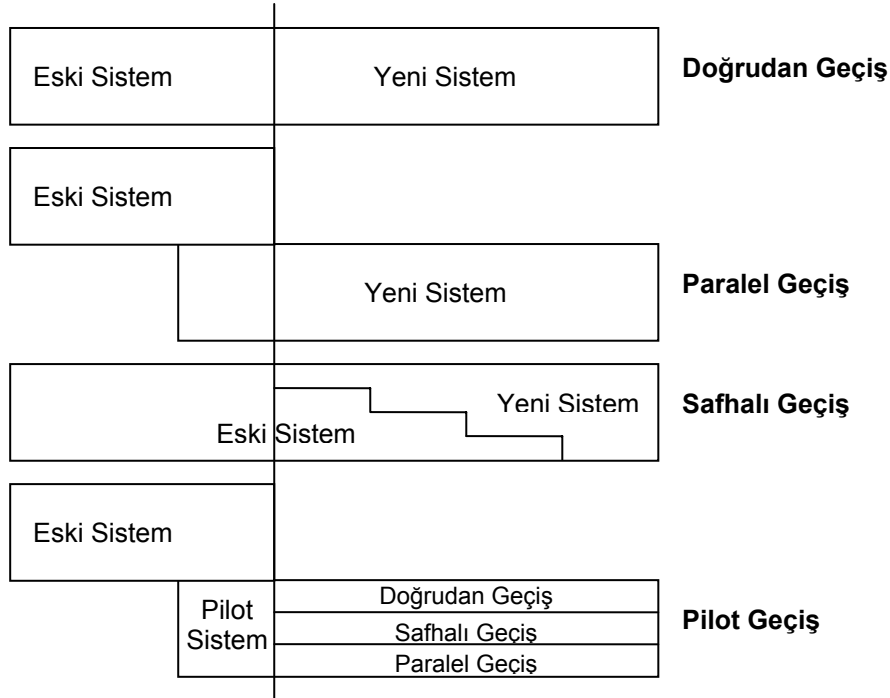 Eski Sistem
Yeni Sistem
Doğrudan Geçiş
Eski Sistem
Yeni Sistem
Paralel Geçiş
Yeni Sistem
Eski Sistem
Safhalı Geçiş
Eski Sistem
Pilot
Sistem
Doğrudan Geçiş
Safhalı Geçiş
Paralel Geçiş
Pilot Geçiş